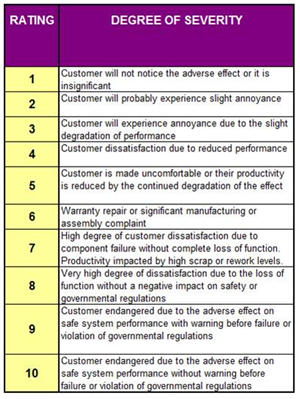 RATING DEGREE OF SEVERITY
1 Customer will not notice the adverse effect or it is
insignificant
2 Customer will probably experience slight annoyance
3 Customer will experience annoyance due to the slight
degradation of performance
4 Customer dissatisfaction due to reduced performance
5 Customer is made uncomfortable or their productivity
is reduced by the continued degradation of the effect
6 Warranty repair or significant manufacturing or
assembly complaint
7 High degree of customer dissatisfaction due to
component failure without complete loss of function.
Productivity impacted by high scrap or rework levels.
8 Very high degree of dissatisfaction due to the loss of
function without a negative impact on safety or
governmental regulations
9 Customer endangered due to the adverse effect on
safe system performance with warning before failure or
violation of governmental regulations
10 Customer endangered due to the adverse effect on
safe system performance without warning before
failure or violation of governmental regulations